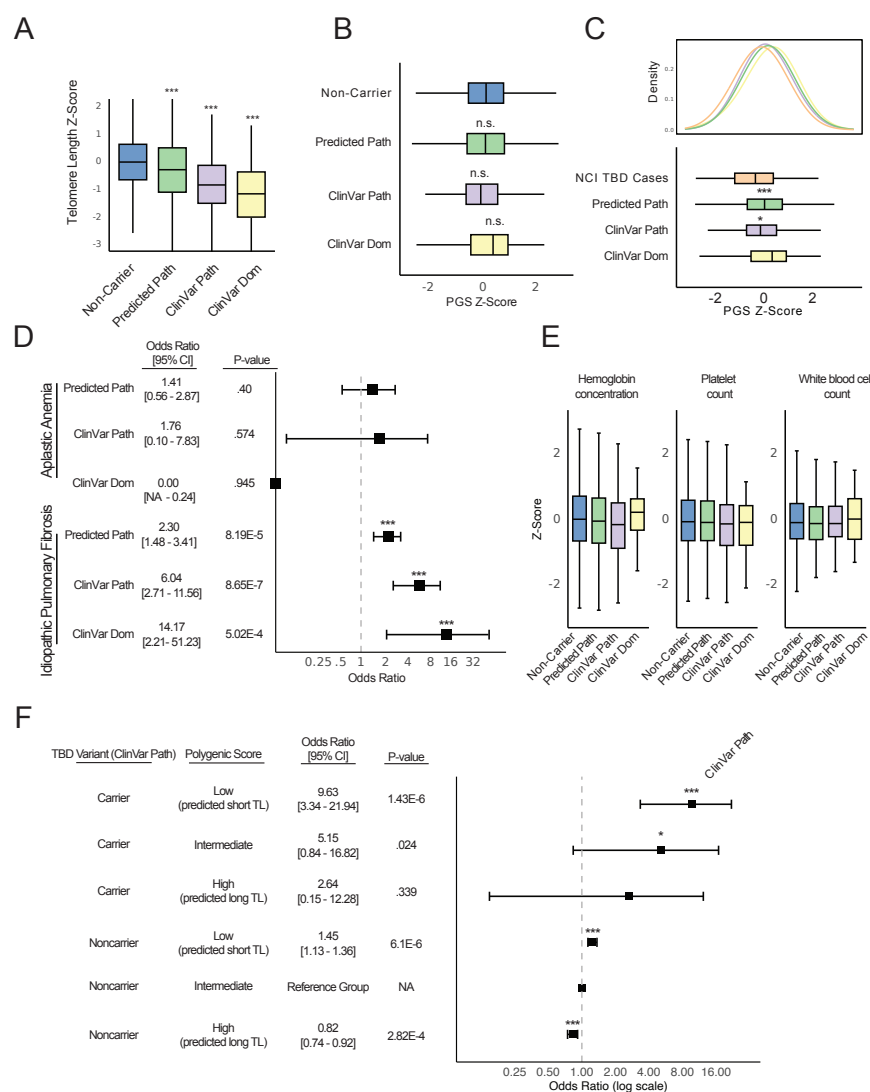 A
Telomere Length Z-Score
2
1
0
-1
-2
-3
***
***
***
Non-Carrier
Predicted Path
ClinVar Path
ClinVar Dom
B
Non-Carrier
Predicted Path
ClinVar Path
ClinVar Dom
n.s.
n.s.
n.s.
-2
0
2
PGS Z-Score
C
Density
0.2
0.1
0.0
NCI TBD Cases
***
Predicted Path
*
ClinVar Path
ClinVar Dom
-2
0
2
PGS Z-Score
D
Odds Ratio
[95% CI]
P-value
Aplastic Anemia
Predicted Path
1.41
[0.56 - 2.87]
.40
ClinVar Path
1.76
[0.10 - 7.83]
.574
ClinVar Dom
0.00
[NA - 0.24]
.945
Idiopathic Pulmonary Fibrosis
Predicted Path
2.30
[1.48 - 3.41]
8.19E-5
***
ClinVar Path
6.04
[2.71 - 11.56]
8.65E-7
***
ClinVar Dom
14.17
[2.21 - 51.23]
5.02E-4
***
1
0.25
.5
1
2
4
8
16
32
Odds Ratio
E
Hemoglobin
concentration
Platelet
count
White blood cell
count
Z-Score
2
0
-2
2
0
-2
2
0
-2
Non-Carrier
Predicted Path
ClinVar Path
ClinVar Dom
Non-Carrier
Predicted Path
ClinVar Path
ClinVar Dom
Non-Carrier
Predicted Path
ClinVar Path
ClinVar Dom
F
TBD Variant (ClinVar Path)
Polygenic Score
Odds Ratio
[95% CI]
P-value
ClinVar Path
Carrier
Low
(predicted short TL)
9.63
[3.34 - 21.94]
1.43E-6
***
Carrier
Intermediate
5.15
[0.84 - 16.82]
.024
*
Carrier
High
(predicted long TL)
2.64
[0.15 - 12.28]
.339
Noncarrier
Low
(predicted short TL)
1.45
[1.13 - 1.36]
6.1E-6
***
Noncarrier
Intermediate
Reference Group
NA
Noncarrier
High
(predicted long TL)
0.82
[0.74 - 0.92]
2.82E-4
***
1.0
0.25
0.50
1.00
2.00
4.00
8.00
16.00
Odds Ratio (log scale)